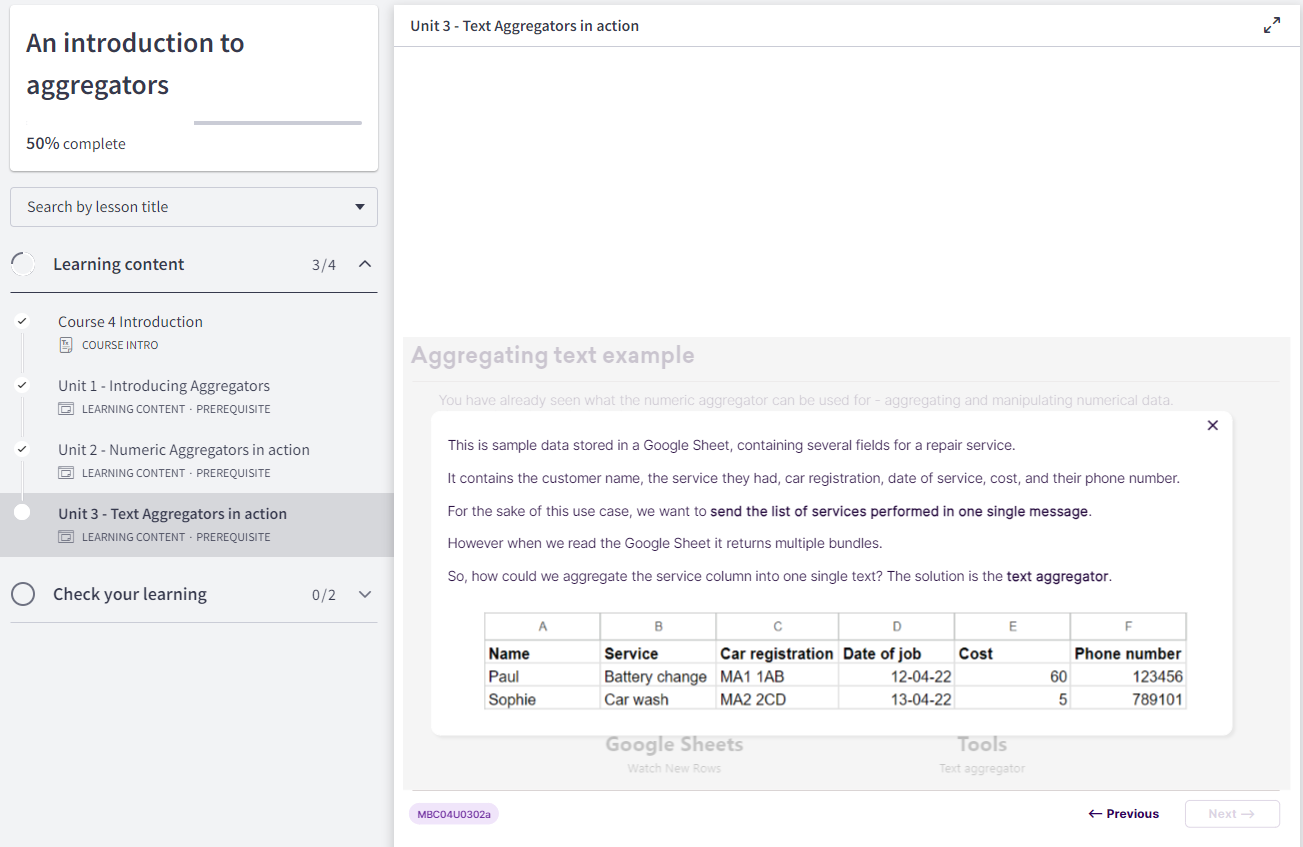 An introduction to
aggregators
50% complete
Search by lesson title
Learning content 3/4
Course 4 Introduction
COURSE INTRO
Unit 1 - Introducing Aggregators
LEARNING CONTENT · PREREQUISITE
Unit 2 - Numeric Aggregators in action
LEARNING CONTENT · PREREQUISITE
Unit 3 - Text Aggregators in action
LEARNING CONTENT · PREREQUISITE
Check your learning 0/2
Unit 3 - Text Aggregators in action
Aggregating text example
You have already seen what the numeric aggregator can be used for - aggregating and manipulating numerical data.
This is sample data stored in a Google Sheet, containing several fields for a repair service.
It contains the customer name, the service they had, car registration, date of service, cost, and their phone number.
For the sake of this use case, we want to send the list of services performed in one single message.
However when we read the Google Sheet it returns multiple bundles.
So, how could we aggregate the service column into one single text? The solution is the text aggregator.
A B C D E F
Name Service Car registration Date of job Cost Phone number
Paul Battery change MA1 1AB 12-04-22 60 123456
Sophie Car wash MA2 2CD 13-04-22 5 789101
Google Sheets Tools
Watch New Rows Text aggregator
MBC04U0302a ← Previous Next →